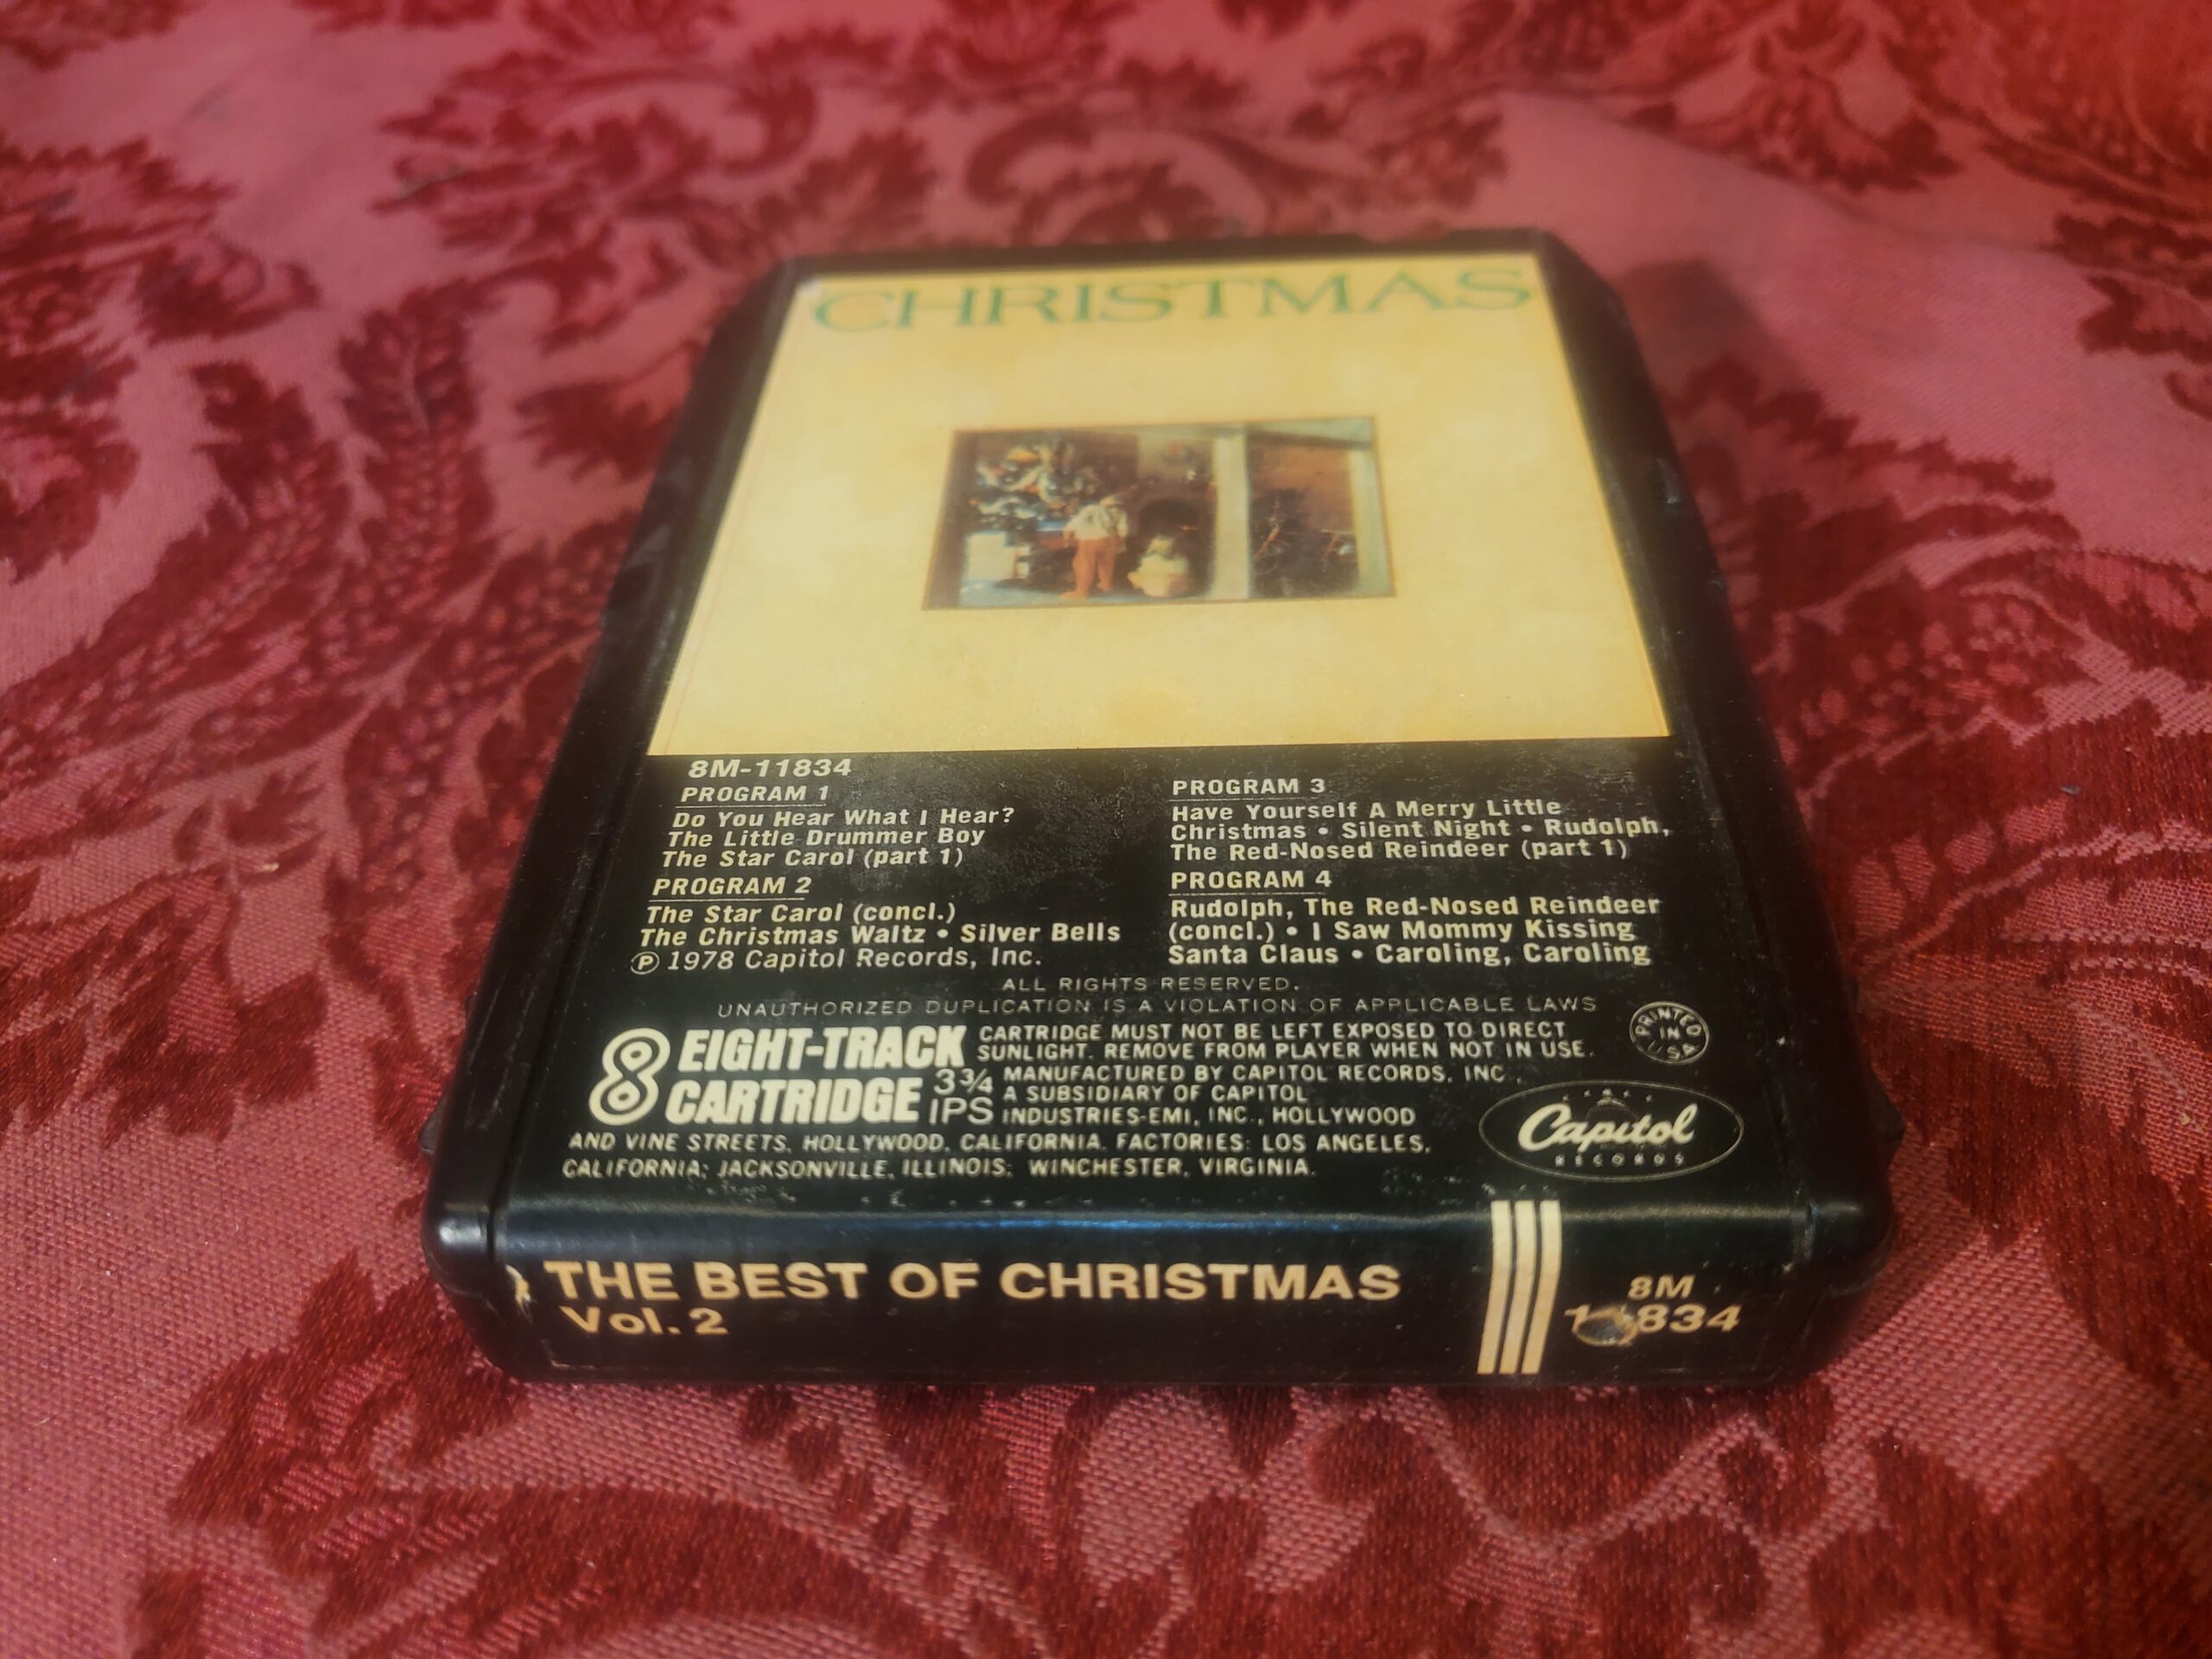 CHRISTMAS
8M-11834
PROGRAM 1
Do You Hear What I Hear?
The Little Drummer Boy
The Star Carol (part 1)
PROGRAM 2
The Star Carol (concl.)
The Christmas Waltz • Silver Bells
℗ 1978 Capitol Records, Inc.
PROGRAM 3
Have Yourself A Merry Little
Christmas • Silent Night • Rudolph,
The Red-Nosed Reindeer (part 1)
PROGRAM 4
Rudolph, The Red-Nosed Reindeer
(concl.) • I Saw Mommy Kissing
Santa Claus • Caroling, Caroling
ALL RIGHTS RESERVED.
UNAUTHORIZED DUPLICATION IS A VIOLATION OF APPLICABLE LAWS
8 EIGHT-TRACK
CARTRIDGE
3¾
IPS
CARTRIDGE MUST NOT BE LEFT EXPOSED TO DIRECT
SUNLIGHT. REMOVE FROM PLAYER WHEN NOT IN USE.
MANUFACTURED BY CAPITOL RECORDS, INC.,
A SUBSIDIARY OF CAPITOL
INDUSTRIES-EMI, INC., HOLLYWOOD
AND VINE STREETS, HOLLYWOOD, CALIFORNIA. FACTORIES: LOS ANGELES,
CALIFORNIA; JACKSONVILLE, ILLINOIS; WINCHESTER, VIRGINIA.
PRINTED
IN
USA
Capitol
RECORDS
THE BEST OF CHRISTMAS
Vol. 2
8M
834